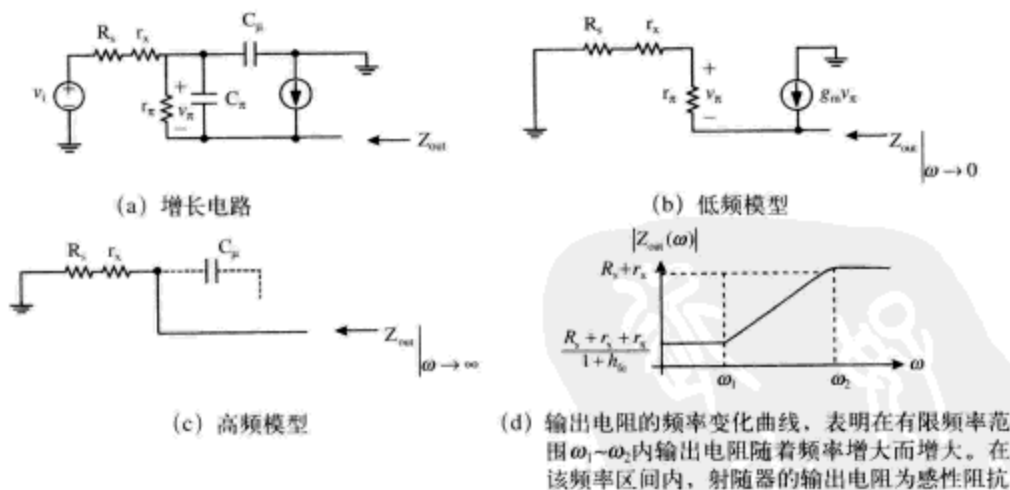 Rs rx Cμ
vi
rπ
+
vπ
−
Cπ
Zout
(a) 增长电路
Rs rx
rπ
+
vπ
−
gmvπ
Zout|ω→0
(b) 低频模型
Rs rx Cμ
Zout|ω→∞
(c) 高频模型
|Zout(ω)|
Rs+rx
Rs+rx+rπ
1+hfe
ω1 ω2 ω
(d) 输出电阻的频率变化曲线，表明在有限频率范
围ω1~ω2内输出电阻随着频率增大而增大。在
该频率区间内，射随器的输出电阻为感性阻抗